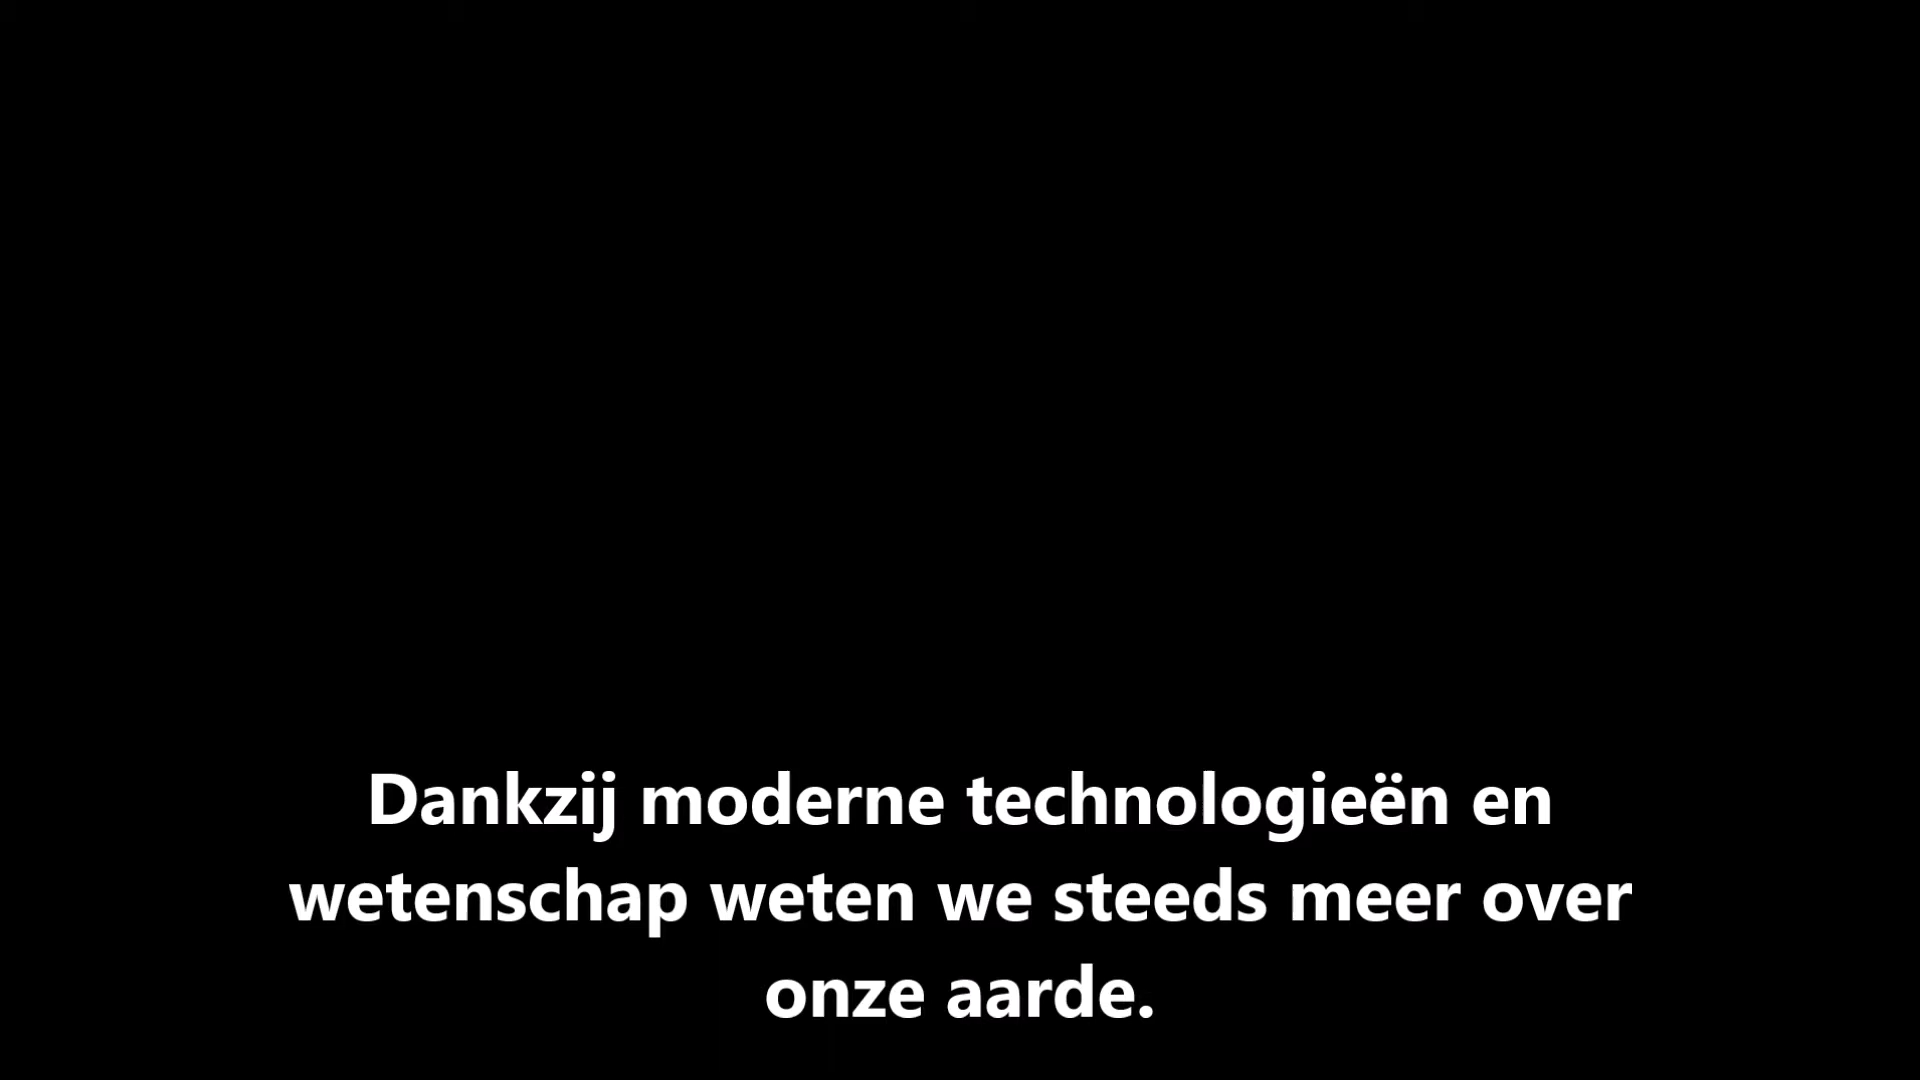 Dankzij moderne technologieën en
wetenschap weten we steeds meer over
onze aarde.